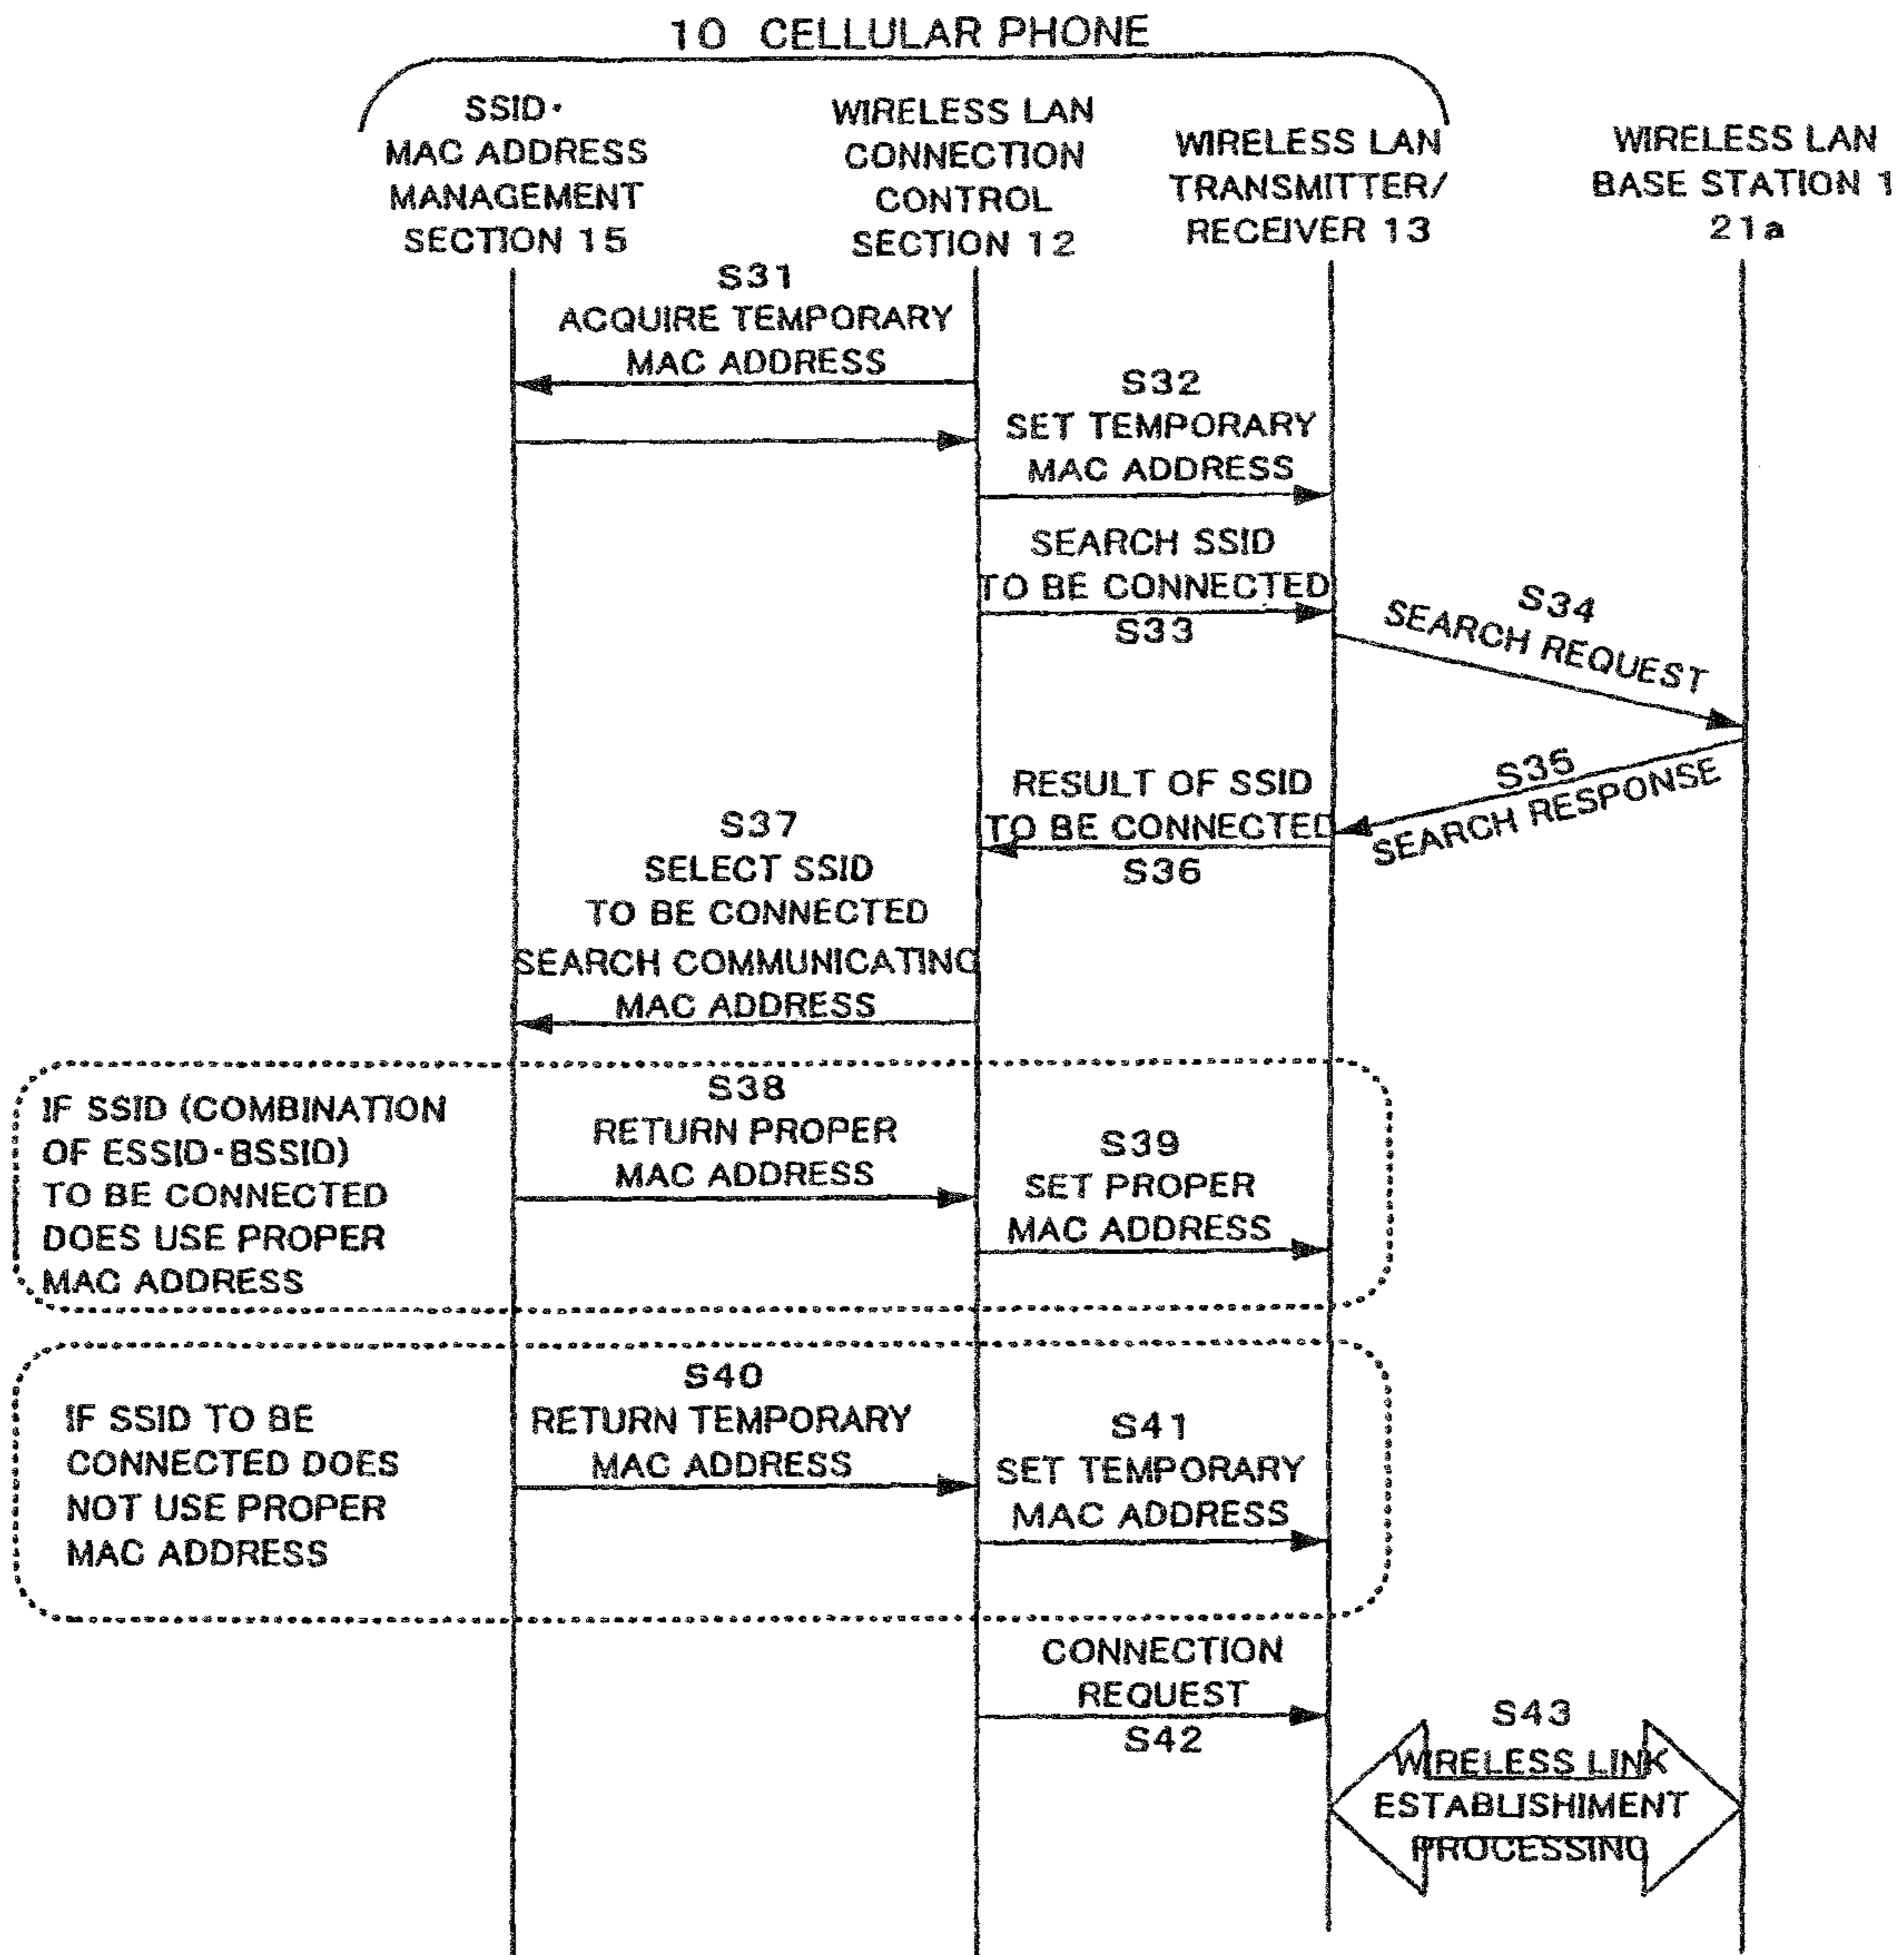 10 CELLULAR PHONE
SSID·
MAC ADDRESS
MANAGEMENT
SECTION 15
WIRELESS LAN
CONNECTION
CONTROL
SECTION 12
WIRELESS LAN
TRANSMITTER/
RECEIVER 13
WIRELESS LAN
BASE STATION 1
21a
S31
ACQUIRE TEMPORARY
MAC ADDRESS
S32
SET TEMPORARY
MAC ADDRESS
SEARCH SSID
TO BE CONNECTED
S33
S34
SEARCH REQUEST
S35
SEARCH RESPONSE
RESULT OF SSID
TO BE CONNECTED
S36
S37
SELECT SSID
TO BE CONNECTED
SEARCH COMMUNICATING
MAC ADDRESS
IF SSID (COMBINATION
OF ESSID·BSSID)
TO BE CONNECTED
DOES USE PROPER
MAC ADDRESS
S38
RETURN PROPER
MAC ADDRESS
S39
SET PROPER
MAC ADDRESS
IF SSID TO BE
CONNECTED DOES
NOT USE PROPER
MAC ADDRESS
S40
RETURN TEMPORARY
MAC ADDRESS
S41
SET TEMPORARY
MAC ADDRESS
CONNECTION
REQUEST
S42
S43
WIRELESS LINK
ESTABLISHIMENT
PROCESSING